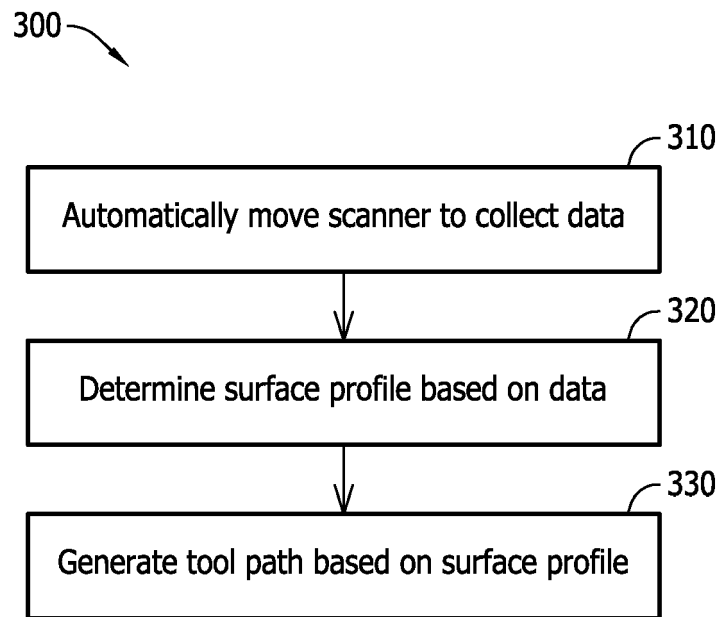 300
310
Automatically move scanner to collect data
320
Determine surface profile based on data
330
Generate tool path based on surface profile